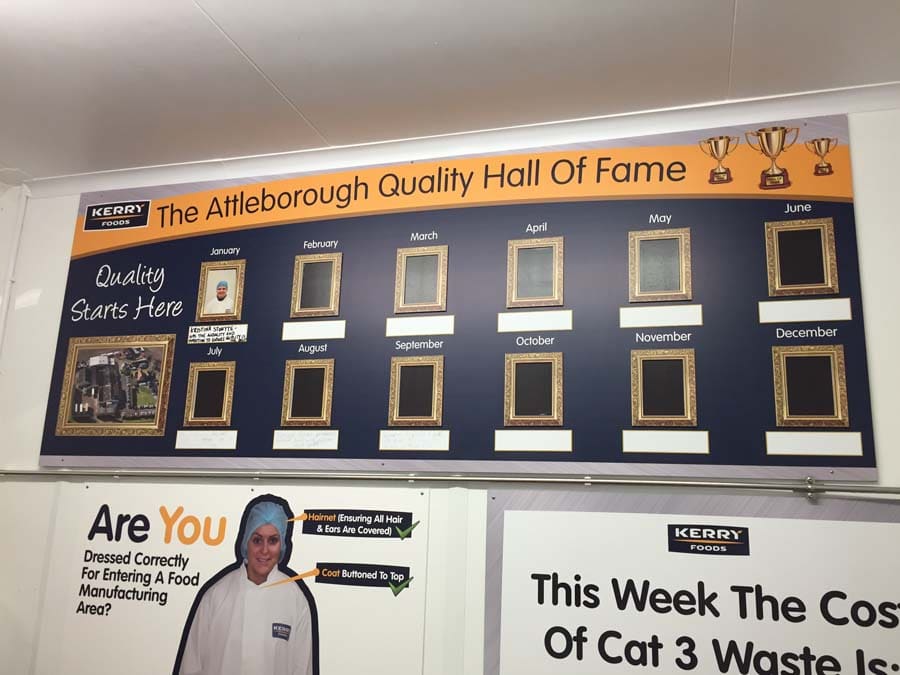 KERRY
FOODS
The Attleborough Quality Hall Of Fame
Quality
Starts Here
January
February
March
April
May
June
KRISTINA
July
August
September
October
November
December
Are You
Dressed Correctly
For Entering A Food
Manufacturing
Area?
Hairnet (Ensuring All Hair
& Ears Are Covered)
Coat Buttoned To Top
KERRY
KERRY
FOODS
This Week The Cos
Of Cat 3 Waste Is: